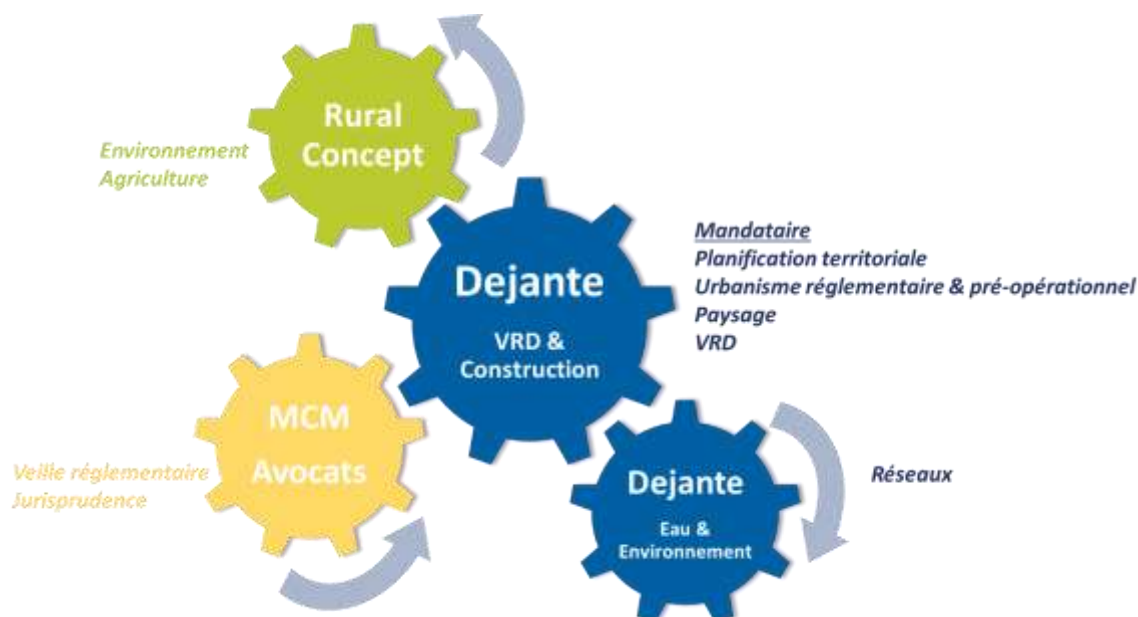 Rural
Concept
Environnement
Agriculture
Dejante
VRD &
Construction
Mandataire
Planification territoriale
Urbanisme réglementaire & pré-opérationnel
Paysage
VRD
MCM
Avocats
Veille réglementaire
Jurisprudence
Dejante
Eau &
Environnement
Réseaux